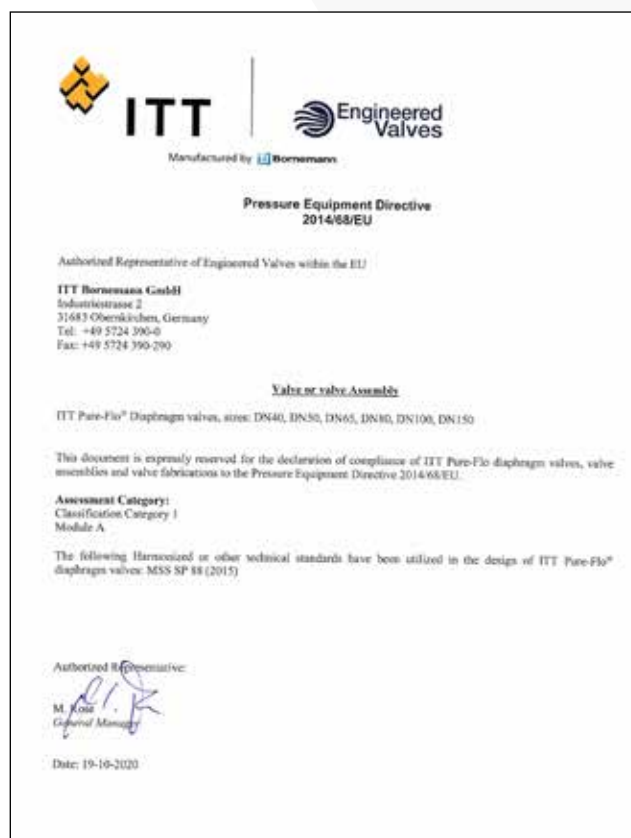 ITT
Engineered
Valves
Manufactured by Bornemann
Pressure Equipment Directive
2014/68/EU
Authorized Representative of Engineered Valves within the EU
ITT Bornemann GmbH
Industriestrasse 2
31683 Obernkirchen, Germany
Tel: +49 5724 390-0
Fax: +49 5724 390-290
Valve or valve Assembly
ITT Pure-Flo® Diaphragm valves, sizes: DN40, DN50, DN65, DN80, DN100, DN150
This document is expressly reserved for the declaration of compliance of ITT Pure-Flo diaphragm valves, valve
assemblies and valve fabrications to the Pressure Equipment Directive 2014/68/EU.
Assessment Category:
Classification Category 1
Module A
The following Harmonized or other technical standards have been utilized in the design of ITT Pure-Flo®
diaphragm valves: MSS SP 88 (2015)
Authorized Representative:
M.
General Manager
Date: 19-10-2020